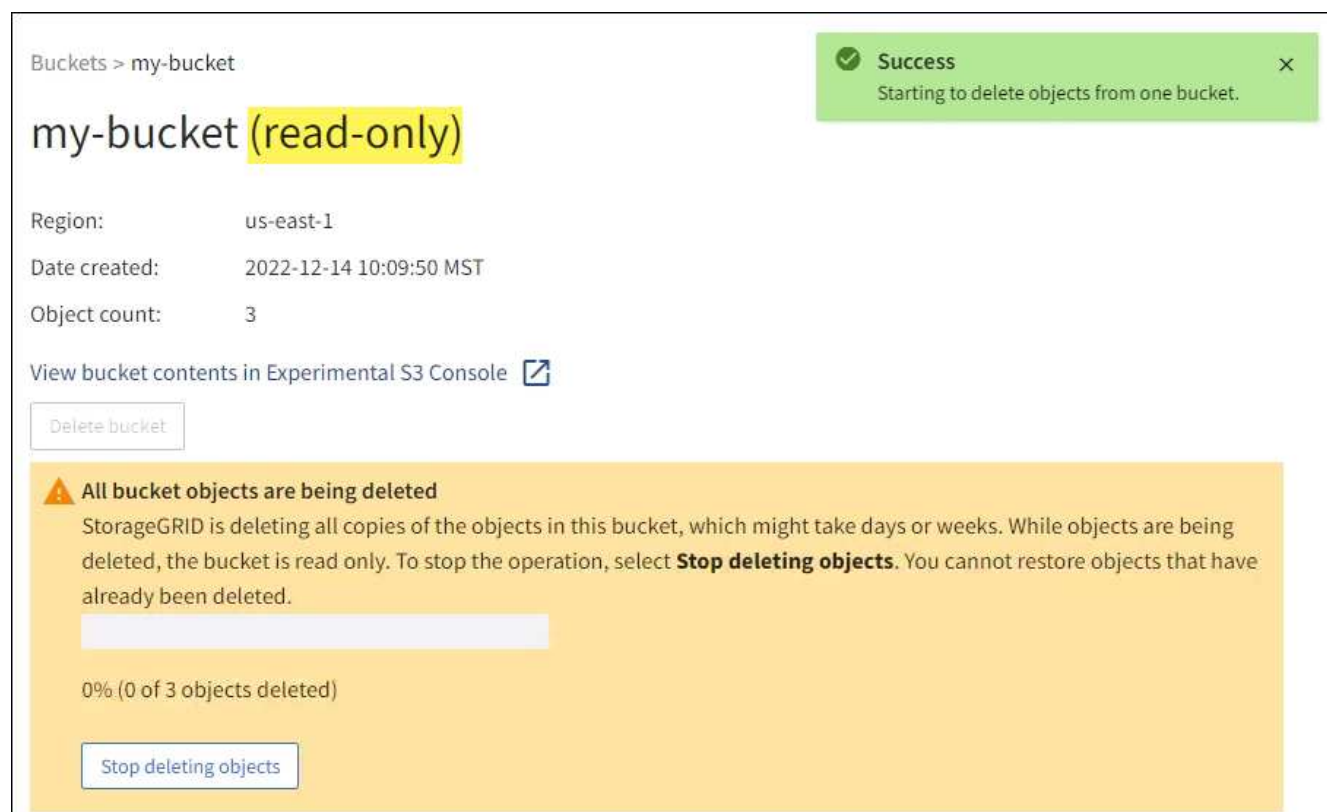 Buckets > my-bucket
Success
Starting to delete objects from one bucket.
my-bucket (read-only)
Region: us-east-1
Date created: 2022-12-14 10:09:50 MST
Object count: 3
View bucket contents in Experimental S3 Console
Delete bucket
All bucket objects are being deleted
StorageGRID is deleting all copies of the objects in this bucket, which might take days or weeks. While objects are being
deleted, the bucket is read only. To stop the operation, select Stop deleting objects. You cannot restore objects that have
already been deleted.
0% (0 of 3 objects deleted)
Stop deleting objects